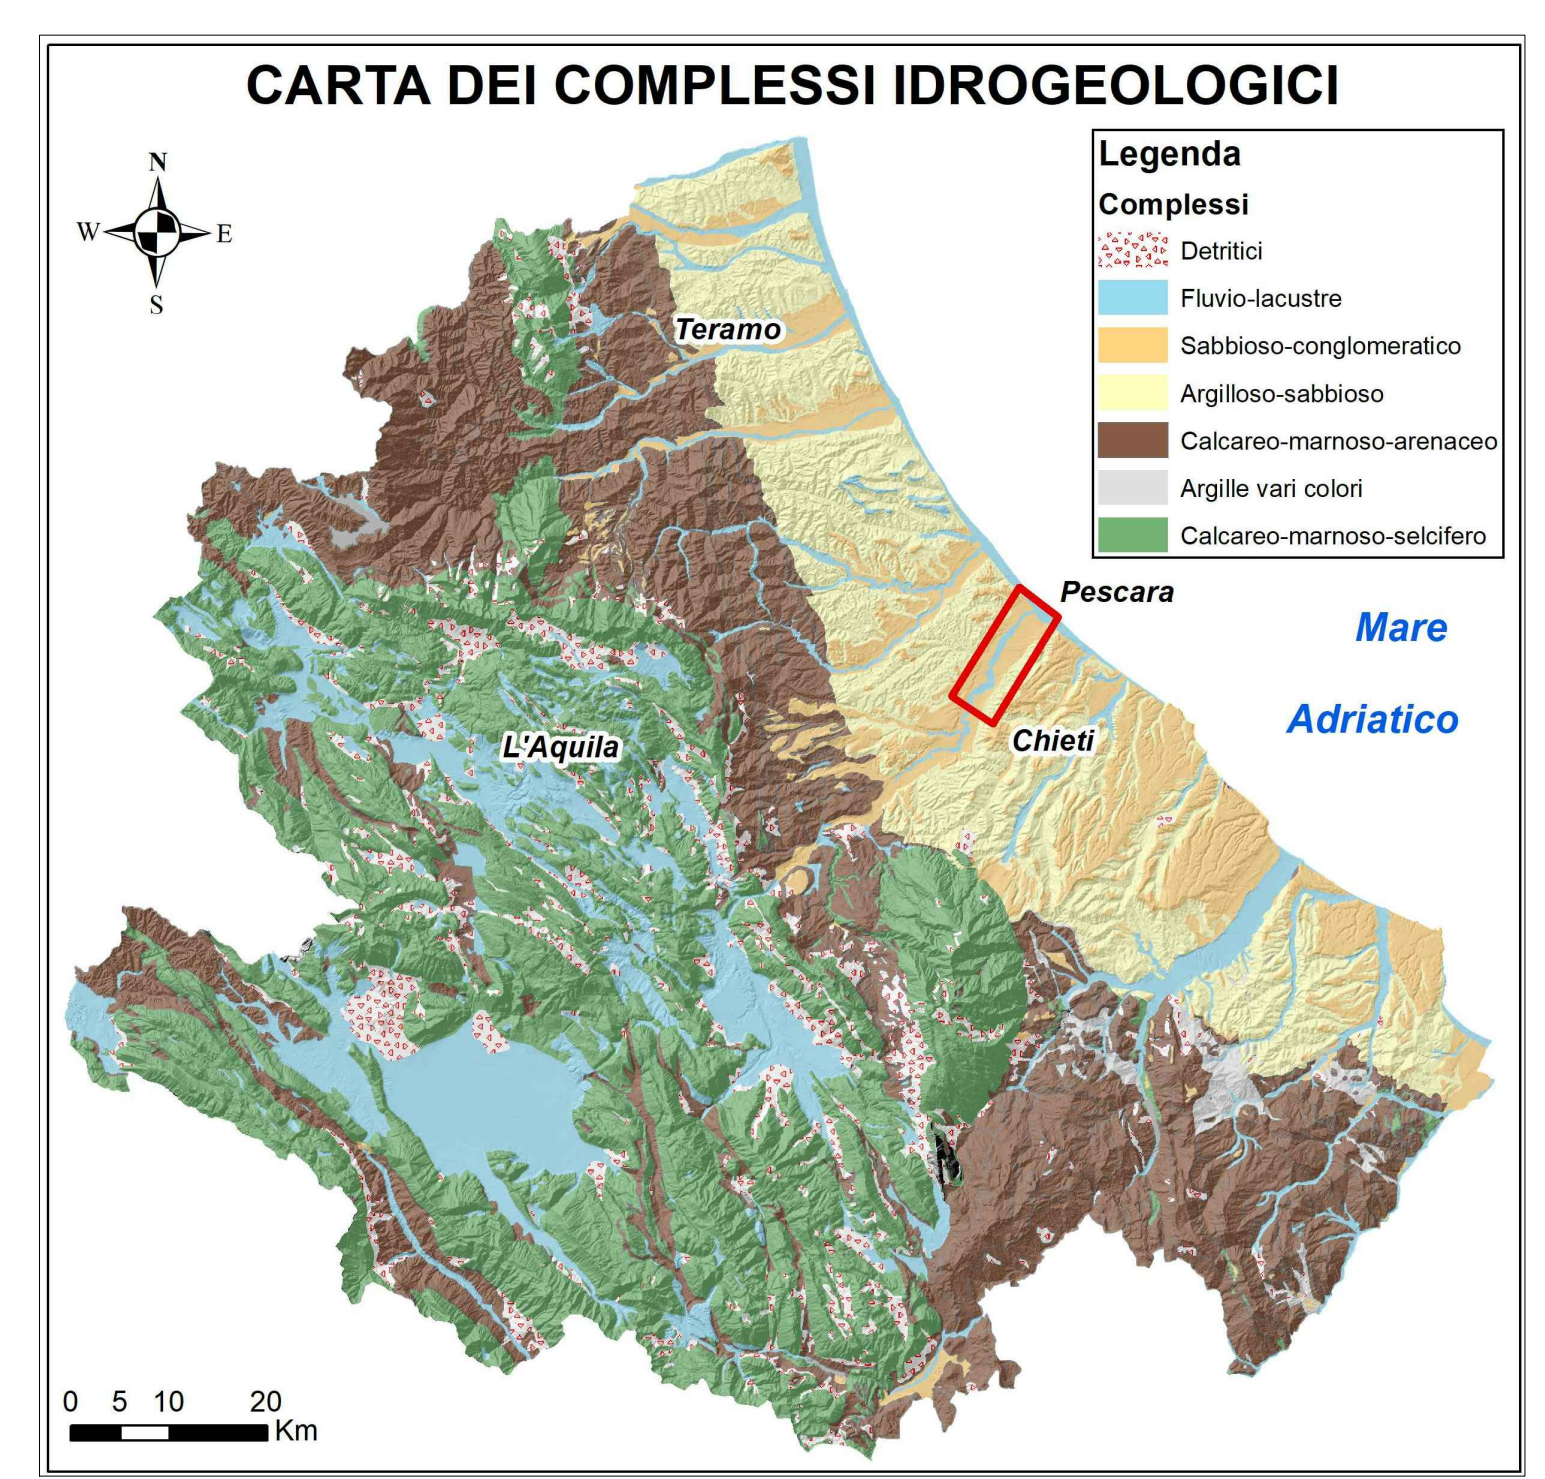 CARTA DEI COMPLESSI IDROGEOLOGICI
N
W E
S
Legenda
Complessi
Detritici
Fluvio-lacustre
Sabbioso-conglomeratico
Argilloso-sabbioso
Calcareo-marnoso-arenaceo
Argille vari colori
Calcareo-marnoso-selcifero
Teramo
Pescara
Mare
Adriatico
L'Aquila
Chieti
0 5 10 20
Km